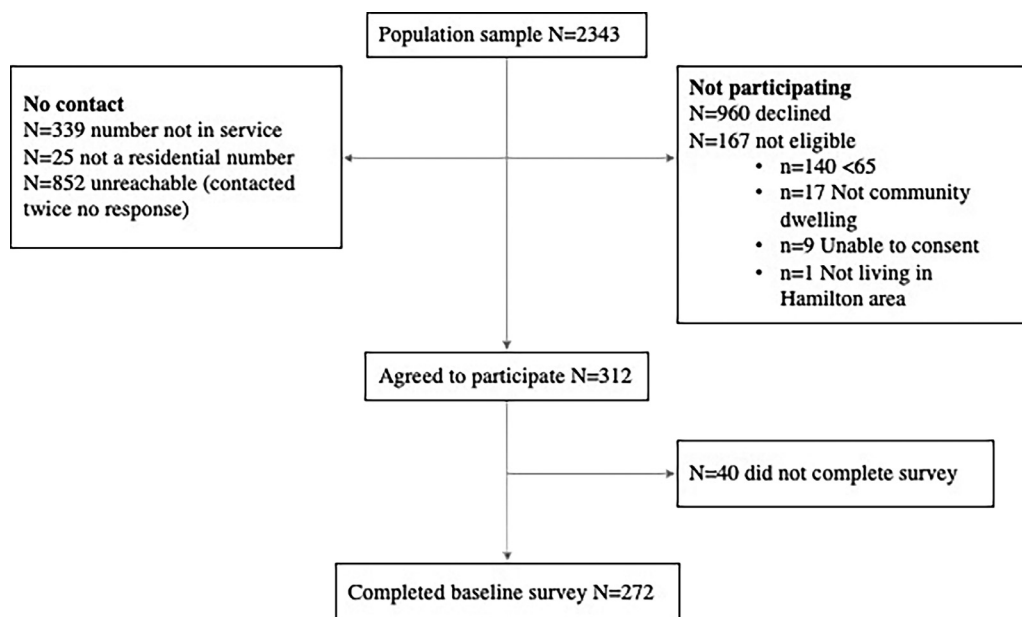 Population sample N=2343
No contact
N=339 number not in service
N=25 not a residential number
N=852 unreachable (contacted
twice no response)
Not participating
N=960 declined
N=167 not eligible
• n=140 <65
• n=17 Not community
dwelling
• n=9 Unable to consent
• n=1 Not living in
Hamilton area
Agreed to participate N=312
N=40 did not complete survey
Completed baseline survey N=272